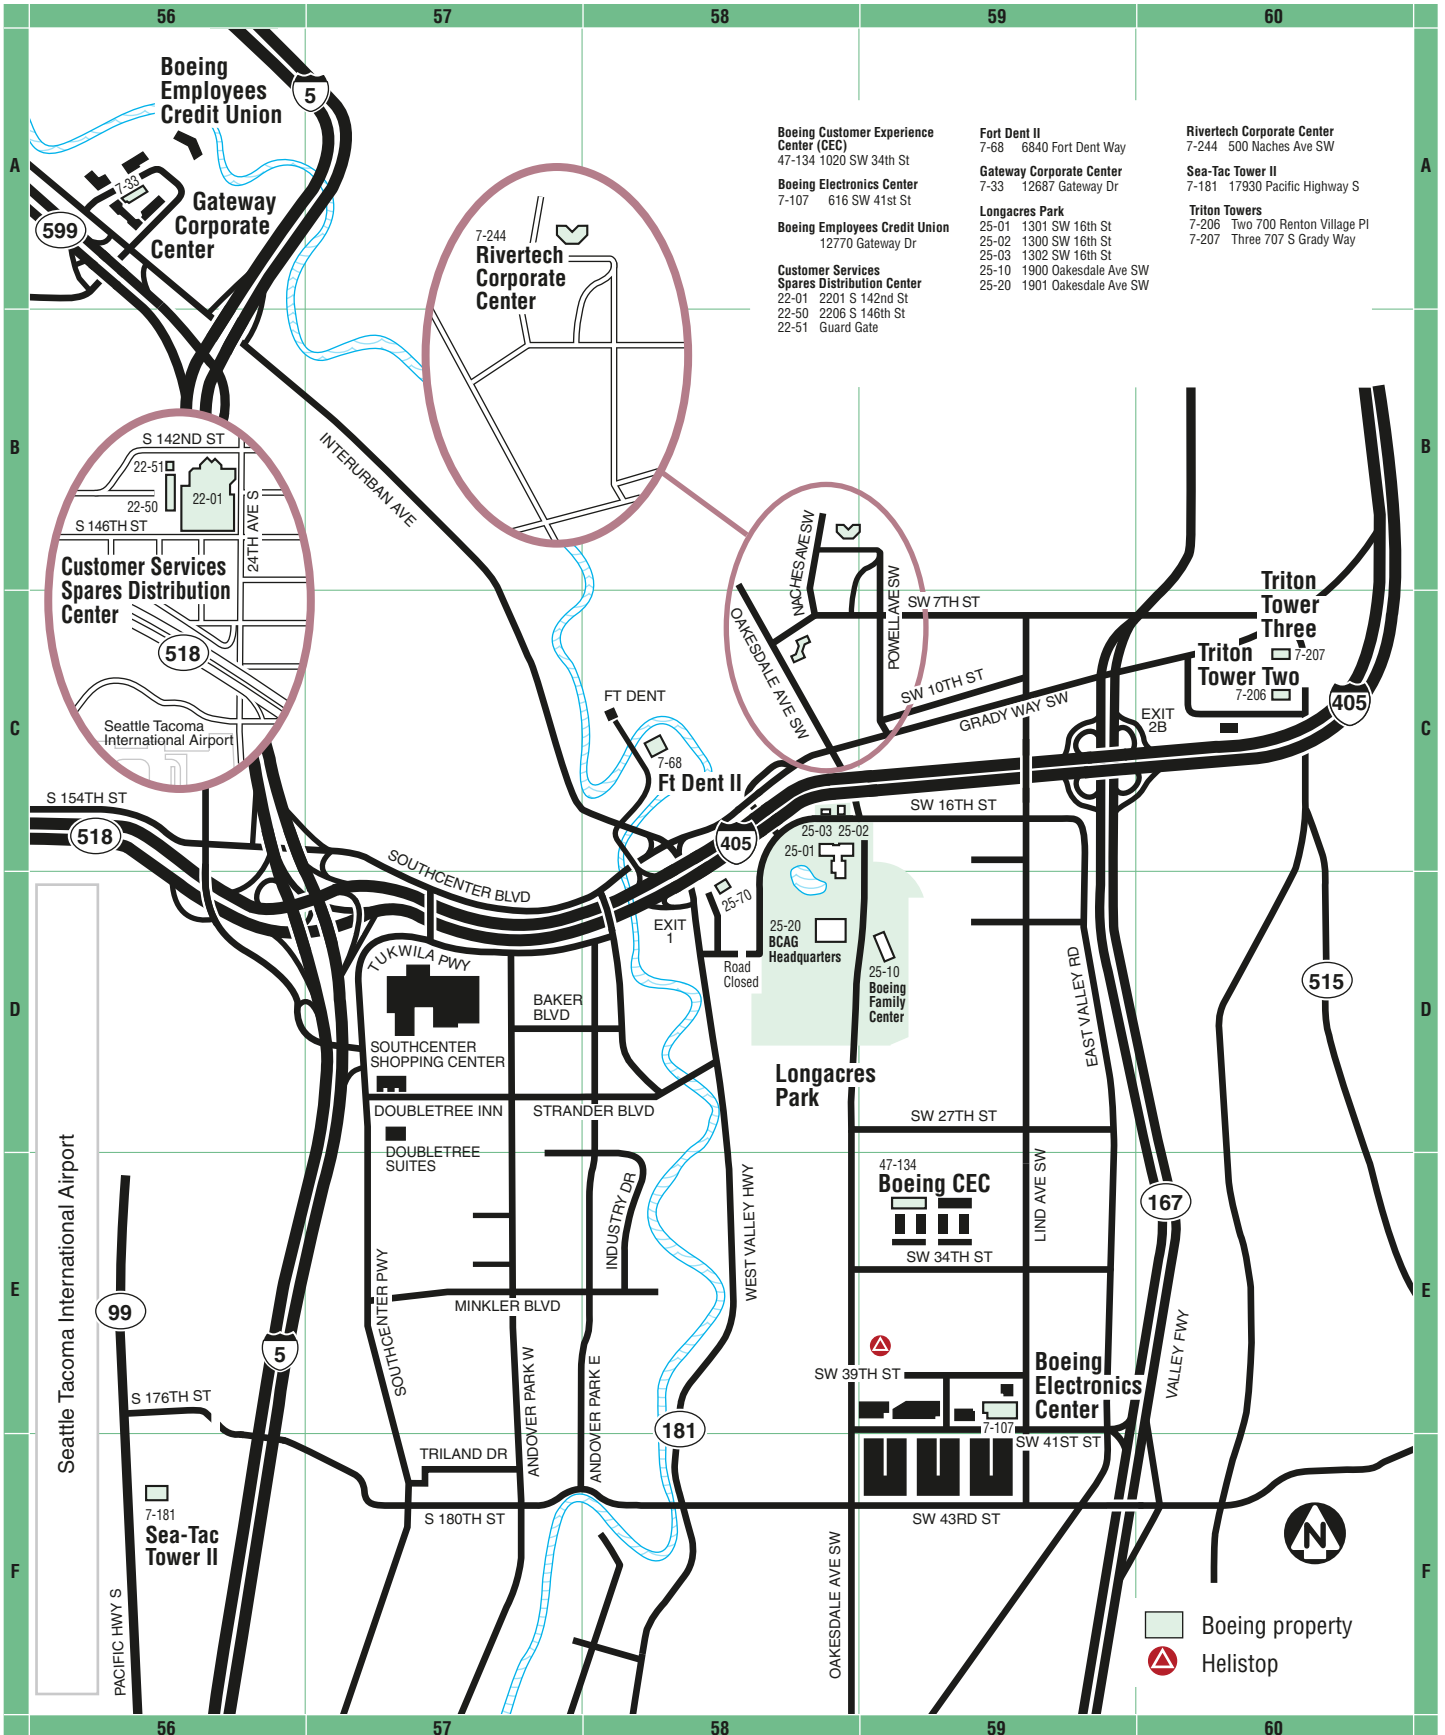 56
57
58
59
60
A
B
C
D
E
F
A
B
C
D
E
F
56
57
58
59
60
Boeing Customer Experience
Center (CEC)
47-134 1020 SW 34th St
Boeing Electronics Center
7-107 616 SW 41st St
Boeing Employees Credit Union
12770 Gateway Dr
Customer Services
Spares Distribution Center
22-01 2201 S 142nd St
22-50 2206 S 146th St
22-51 Guard Gate
Fort Dent II
7-68 6840 Fort Dent Way
Gateway Corporate Center
7-33 12687 Gateway Dr
Longacres Park
25-01 1301 SW 16th St
25-02 1300 SW 16th St
25-03 1302 SW 16th St
25-10 1900 Oakesdale Ave SW
25-20 1901 Oakesdale Ave SW
Rivertech Corporate Center
7-244 500 Naches Ave SW
Sea-Tac Tower II
7-181 17930 Pacific Highway S
Triton Towers
7-206 Two 700 Renton Village Pl
7-207 Three 707 S Grady Way
Boeing
Employees
Credit Union
5
7-33
Gateway
Corporate
Center
599
7-244
Rivertech
Corporate
Center
INTERURBAN AVE
S 142ND ST
22-51
22-50
22-01
S 146TH ST
24TH AVE S
Customer Services
Spares Distribution
Center
518
Seattle Tacoma
International Airport
NACHES AVE SW
POWELL AVE SW
OAKESDALE AVE SW
SW 7TH ST
SW 10TH ST
GRADY WAY SW
Triton
Tower
Three
7-207
Triton
Tower Two
7-206
405
EXIT
2B
FT DENT
7-68
Ft Dent II
S 154TH ST
518
SOUTHCENTER BLVD
405
SW 16TH ST
25-03
25-02
25-01
25-70
EXIT
1
Road
Closed
25-20
BCAG
Headquarters
25-10
Boeing
Family
Center
TUKWILA PWY
BAKER
BLVD
SOUTHCENTER
SHOPPING CENTER
DOUBLETREE INN
STRANDER BLVD
DOUBLETREE
SUITES
Longacres
Park
EAST VALLEY RD
515
SW 27TH ST
47-134
Boeing CEC
LIND AVE SW
167
SW 34TH ST
INDUSTRY DR
WEST VALLEY HWY
SOUTHCENTER PWY
MINKLER BLVD
Seattle Tacoma International Airport
99
5
S 176TH ST
ANDOVER PARK W
ANDOVER PARK E
181
SW 39TH ST
Boeing
Electronics
Center
7-107
SW 41ST ST
VALLEY FWY
TRILAND DR
S 180TH ST
SW 43RD ST
7-181
Sea-Tac
Tower II
PACIFIC HWY S
OAKESDALE AVE SW
N
Boeing property
Helistop